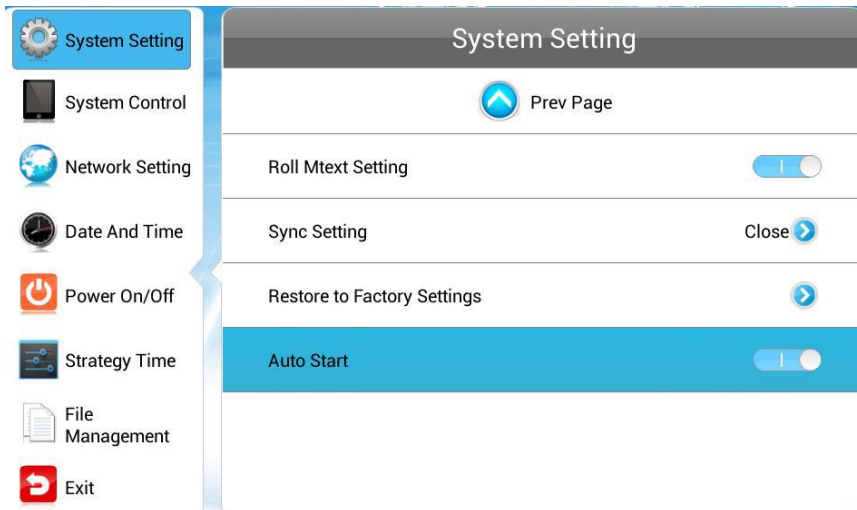 System Setting
System Control
Network Setting
Date And Time
Power On/Off
Strategy Time
File
Management
Exit
System Setting
Prev Page
Roll Mtext Setting
Sync Setting
Close
Restore to Factory Settings
Auto Start